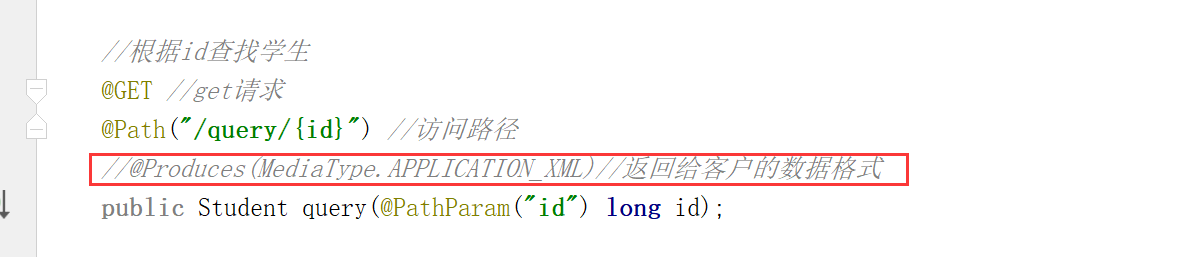 //根据id查找学生
@GET //get请求
@Path("/query/{id}") //访问路径
//@Produces(MediaType.APPLICATION_XML)//返回给客户的数据格式
public Student query(@PathParam("id") long id);